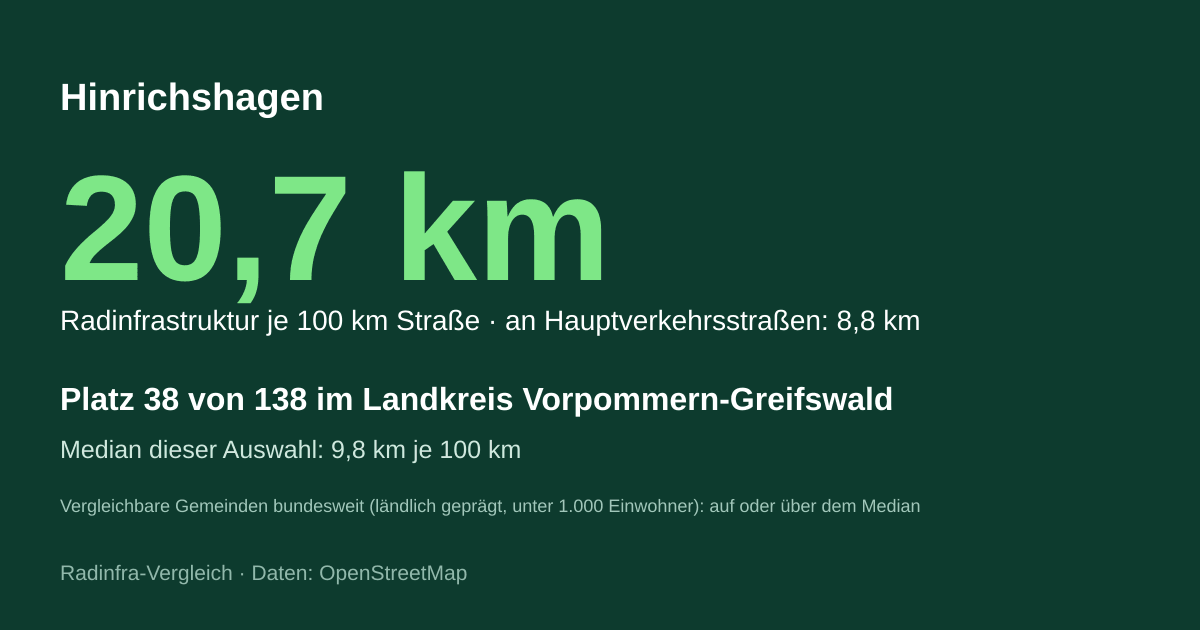 Hinrichshagen
20,7 km
Radinfrastruktur je 100 km Straße · an Hauptverkehrsstraßen: 8,8 km
Platz 38 von 138 im Landkreis Vorpommern-Greifswald
Median dieser Auswahl: 9,8 km je 100 km
Vergleichbare Gemeinden bundesweit (ländlich geprägt, unter 1.000 Einwohner): auf oder über dem Median
Radinfra-Vergleich · Daten: OpenStreetMap